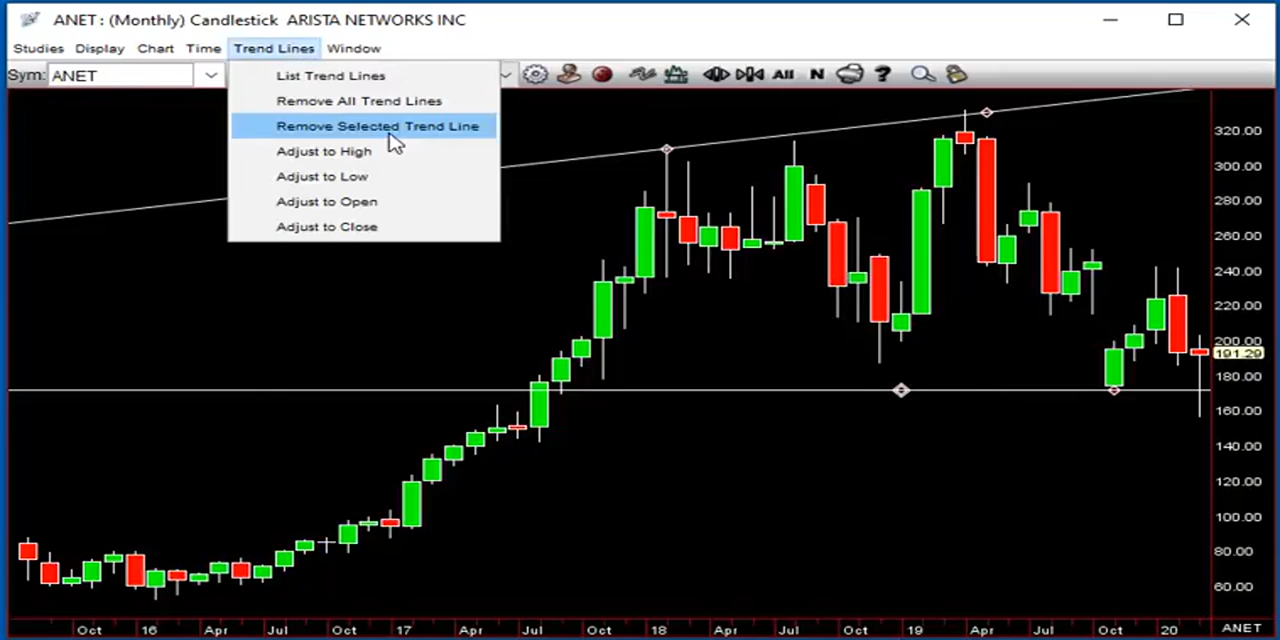 ANET : (Monthly) Candlestick ARISTA NETWORKS INC
Studies Display Chart Time Trend Lines Window
Sym: ANET All N ?
List Trend Lines
Remove All Trend Lines
Remove Selected Trend Line
Adjust to High
Adjust to Low
Adjust to Open
Adjust to Close
320.00
300.00
280.00
260.00
240.00
220.00
200.00
191.29
180.00
160.00
140.00
120.00
100.00
80.00
60.00
Oct 16 Apr Jul Oct 17 Apr Jul Oct 18 Apr Jul Oct 19 Apr Jul Oct 20 ANET